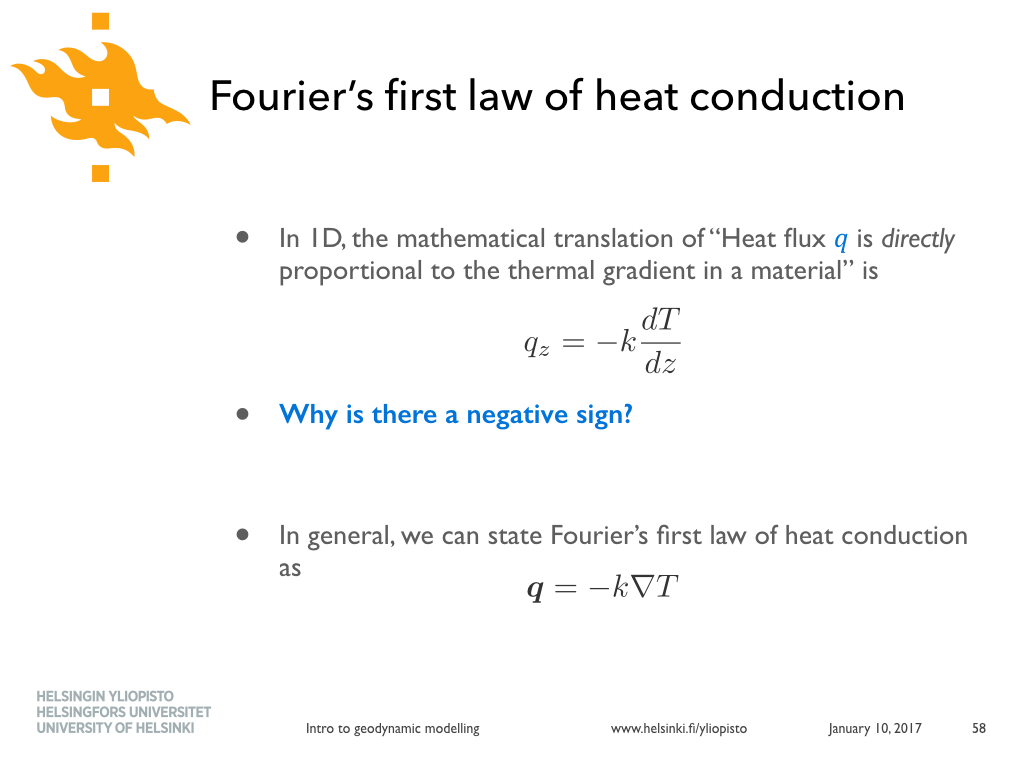 Fourier’s first law of heat conduction
• In 1D, the mathematical translation of “Heat flux q is directly
proportional to the thermal gradient in a material” is
q_z = −k dT/dz
• Why is there a negative sign?
• In general, we can state Fourier’s first law of heat conduction
as
q = −k∇T
HELSINGIN YLIOPISTO
HELSINGFORS UNIVERSITET
UNIVERSITY OF HELSINKI
Intro to geodynamic modelling www.helsinki.fi/yliopisto January 10, 2017 58